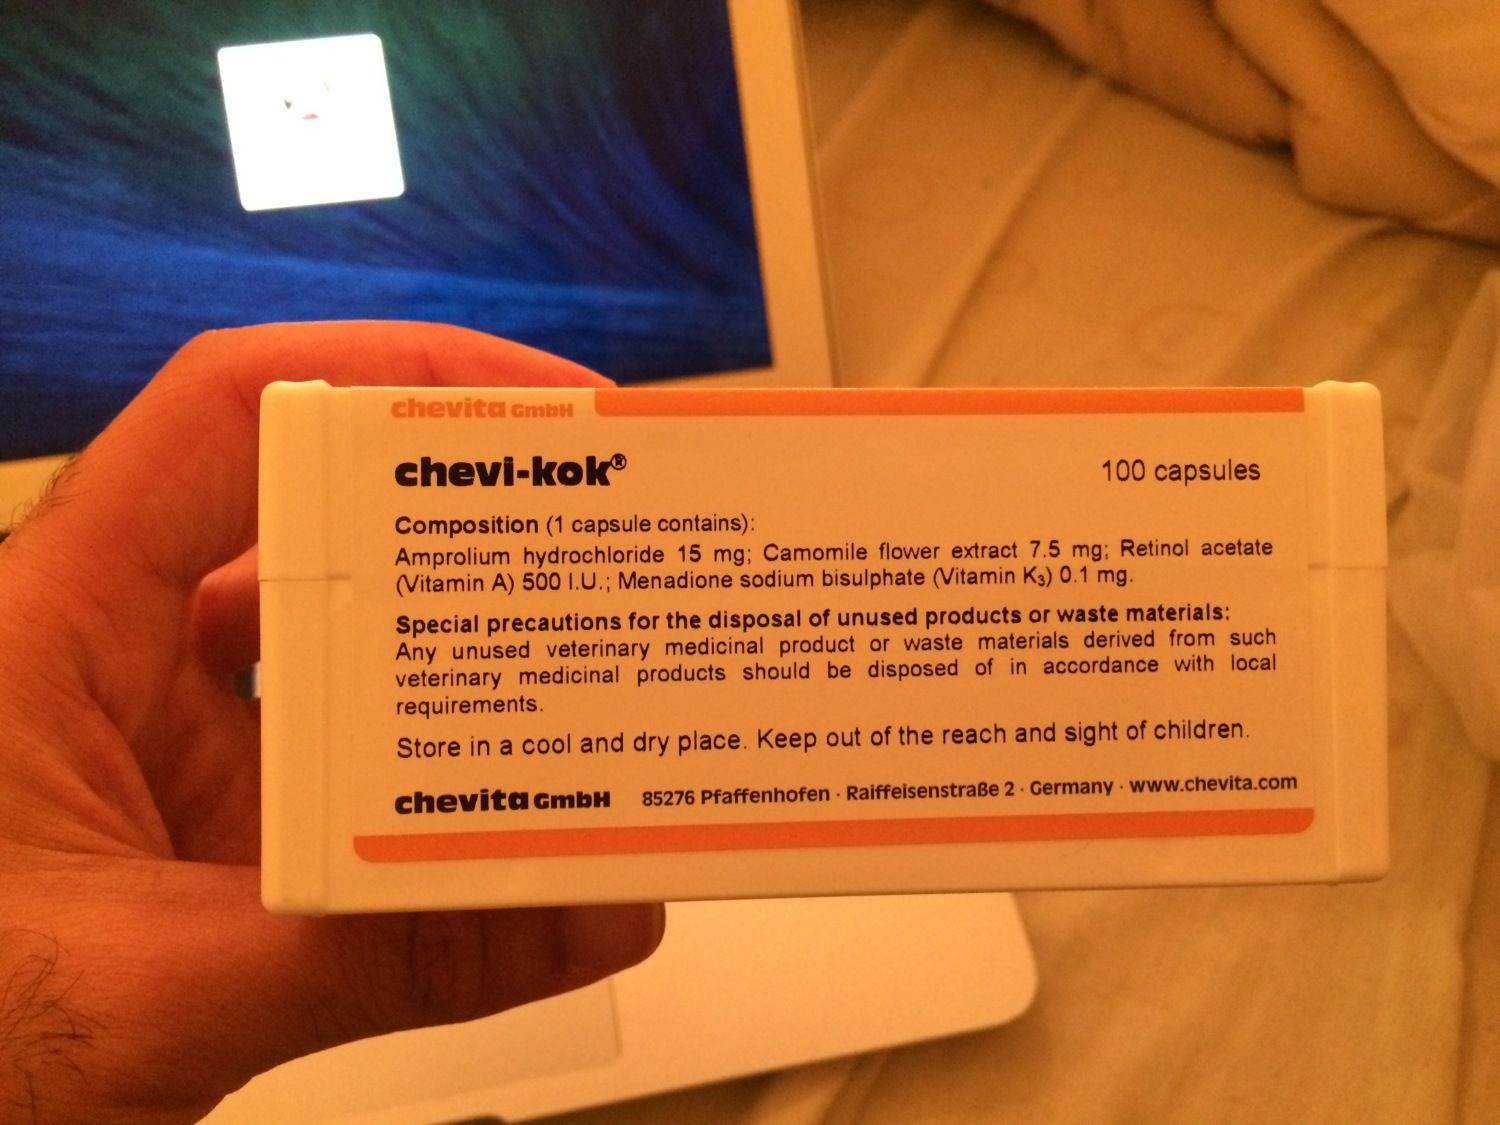 chevita GmbH
chevi-kok®
100 capsules
Composition (1 capsule contains):
Amprolium hydrochloride 15 mg; Camomile flower extract 7.5 mg; Retinol acetate
(Vitamin A) 500 I.U.; Menadione sodium bisulphate (Vitamin K₃) 0.1 mg.
Special precautions for the disposal of unused products or waste materials:
Any unused veterinary medicinal product or waste materials derived from such
veterinary medicinal products should be disposed of in accordance with local
requirements.
Store in a cool and dry place. Keep out of the reach and sight of children.
chevita GmbH 85276 Pfaffenhofen · Raiffeisenstraße 2 · Germany · www.chevita.com